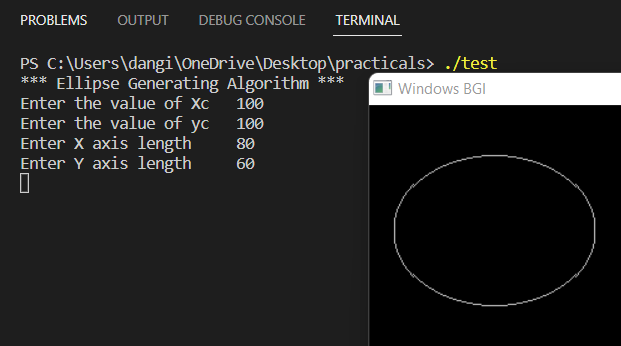 PROBLEMS OUTPUT DEBUG CONSOLE TERMINAL
PS C:\Users\dangi\OneDrive\Desktop\practicals> ./test
*** Ellipse Generating Algorithm ***
Enter the value of Xc 100
Enter the value of yc 100
Enter X axis length 80
Enter Y axis length 60
Windows BGI